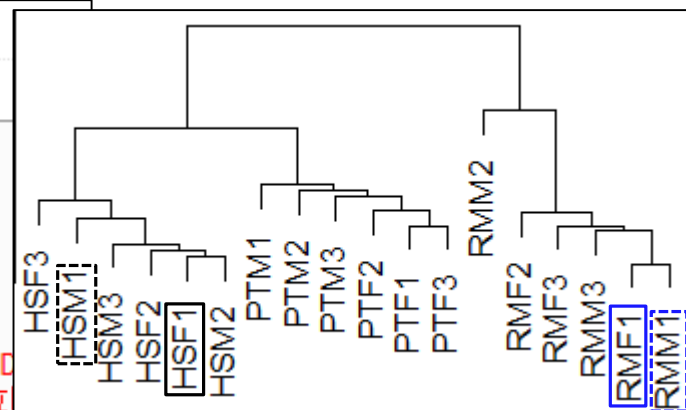 HSF3
HSM1
HSM3
HSF2
HSF1
HSM2
PTM1
PTM2
PTM3
PTF2
PTF1
PTF3
RMM2
RMF2
RMF3
RMM3
RMF1
RMM1
D